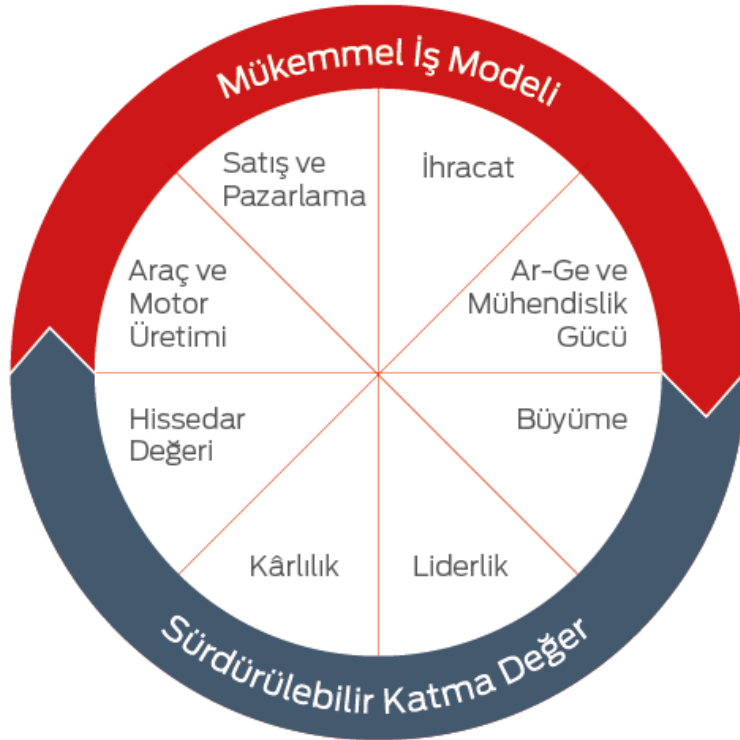 Mükemmel İş Modeli
Satış ve
Pazarlama
İhracat
Araç ve
Motor
Üretimi
Ar-Ge ve
Mühendislik
Gücü
Hissedar
Değeri
Büyüme
Kârlılık
Liderlik
Sürdürülebilir Katma Değer